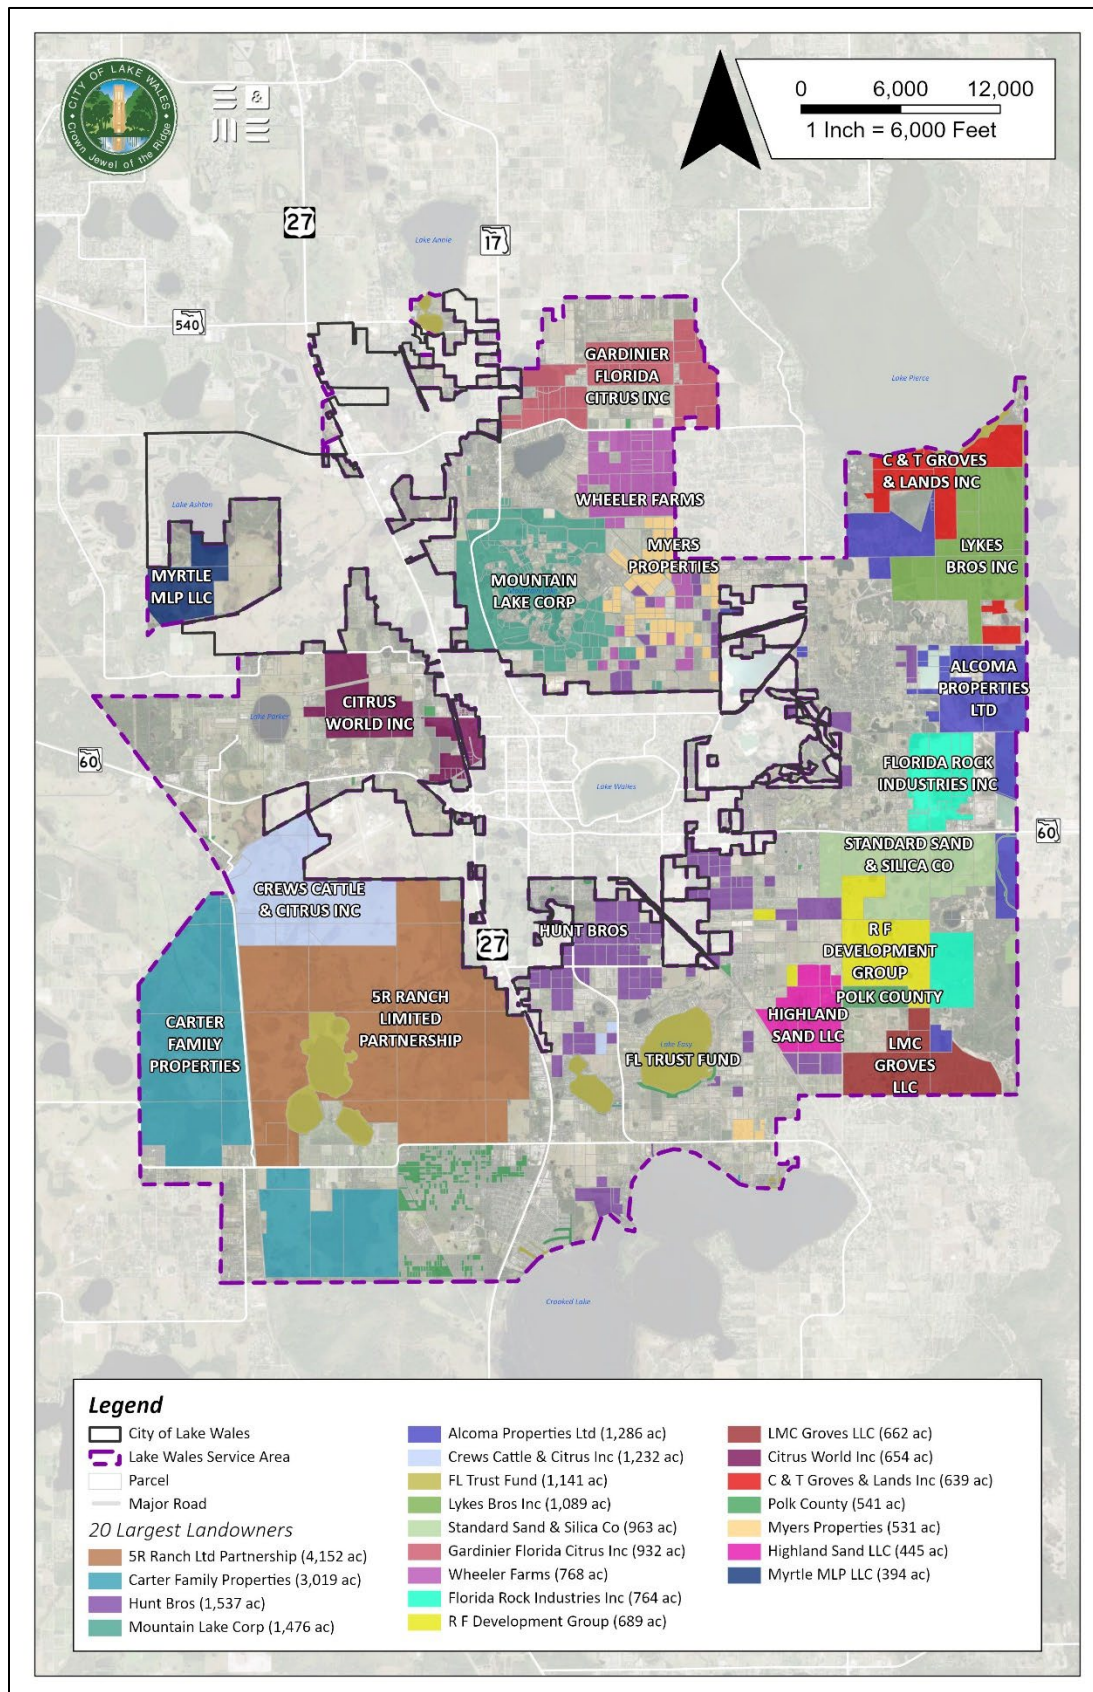 CITY OF LAKE WALES
Crown Jewel of the Ridge
&
0 6,000 12,000
1 Inch = 6,000 Feet
27
17
Lake Annie
540
GARDINIER
FLORIDA
CITRUS INC
Lake Pierce
C & T GROVES
& LANDS INC
WHEELER FARMS
Lake Ashton
MYERS
PROPERTIES
LYKES
BROS INC
MYRTLE
MLP LLC
MOUNTAIN
LAKE CORP
Mountain Lake
ALCOMA
PROPERTIES
LTD
CITRUS
WORLD INC
Lake Parker
60
FLORIDA ROCK
INDUSTRIES INC
Lake Wales
60
STANDARD SAND
& SILICA CO
CREWS CATTLE
& CITRUS INC
HUNT BROS
27
R F
DEVELOPMENT
GROUP
5R RANCH
LIMITED
PARTNERSHIP
POLK COUNTY
CARTER
FAMILY
PROPERTIES
HIGHLAND
SAND LLC
LMC
GROVES
LLC
Lake Easy
FL TRUST FUND
Crooked Lake
Legend
City of Lake Wales
Lake Wales Service Area
Parcel
Major Road
20 Largest Landowners
5R Ranch Ltd Partnership (4,152 ac)
Carter Family Properties (3,019 ac)
Hunt Bros (1,537 ac)
Mountain Lake Corp (1,476 ac)
Alcoma Properties Ltd (1,286 ac)
Crews Cattle & Citrus Inc (1,232 ac)
FL Trust Fund (1,141 ac)
Lykes Bros Inc (1,089 ac)
Standard Sand & Silica Co (963 ac)
Gardinier Florida Citrus Inc (932 ac)
Wheeler Farms (768 ac)
Florida Rock Industries Inc (764 ac)
R F Development Group (689 ac)
LMC Groves LLC (662 ac)
Citrus World Inc (654 ac)
C & T Groves & Lands Inc (639 ac)
Polk County (541 ac)
Myers Properties (531 ac)
Highland Sand LLC (445 ac)
Myrtle MLP LLC (394 ac)